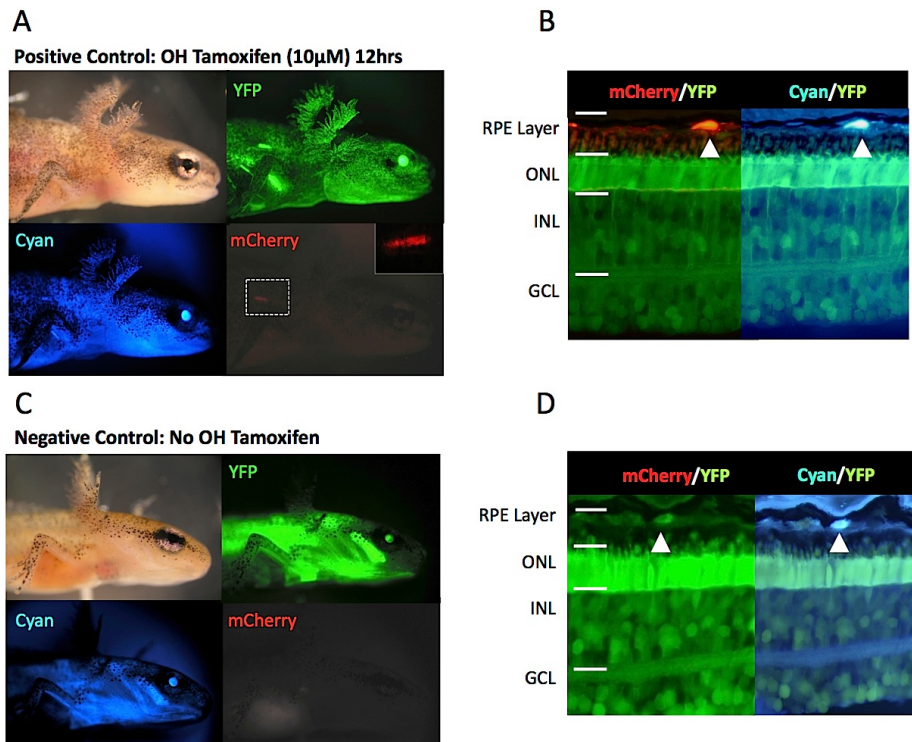 A
Positive Control: OH Tamoxifen (10µM) 12hrs
YFP
Cyan
mCherry
B
mCherry/YFP
Cyan/YFP
RPE Layer
ONL
INL
GCL
C
Negative Control: No OH Tamoxifen
YFP
Cyan
mCherry
D
mCherry/YFP
Cyan/YFP
RPE Layer
ONL
INL
GCL